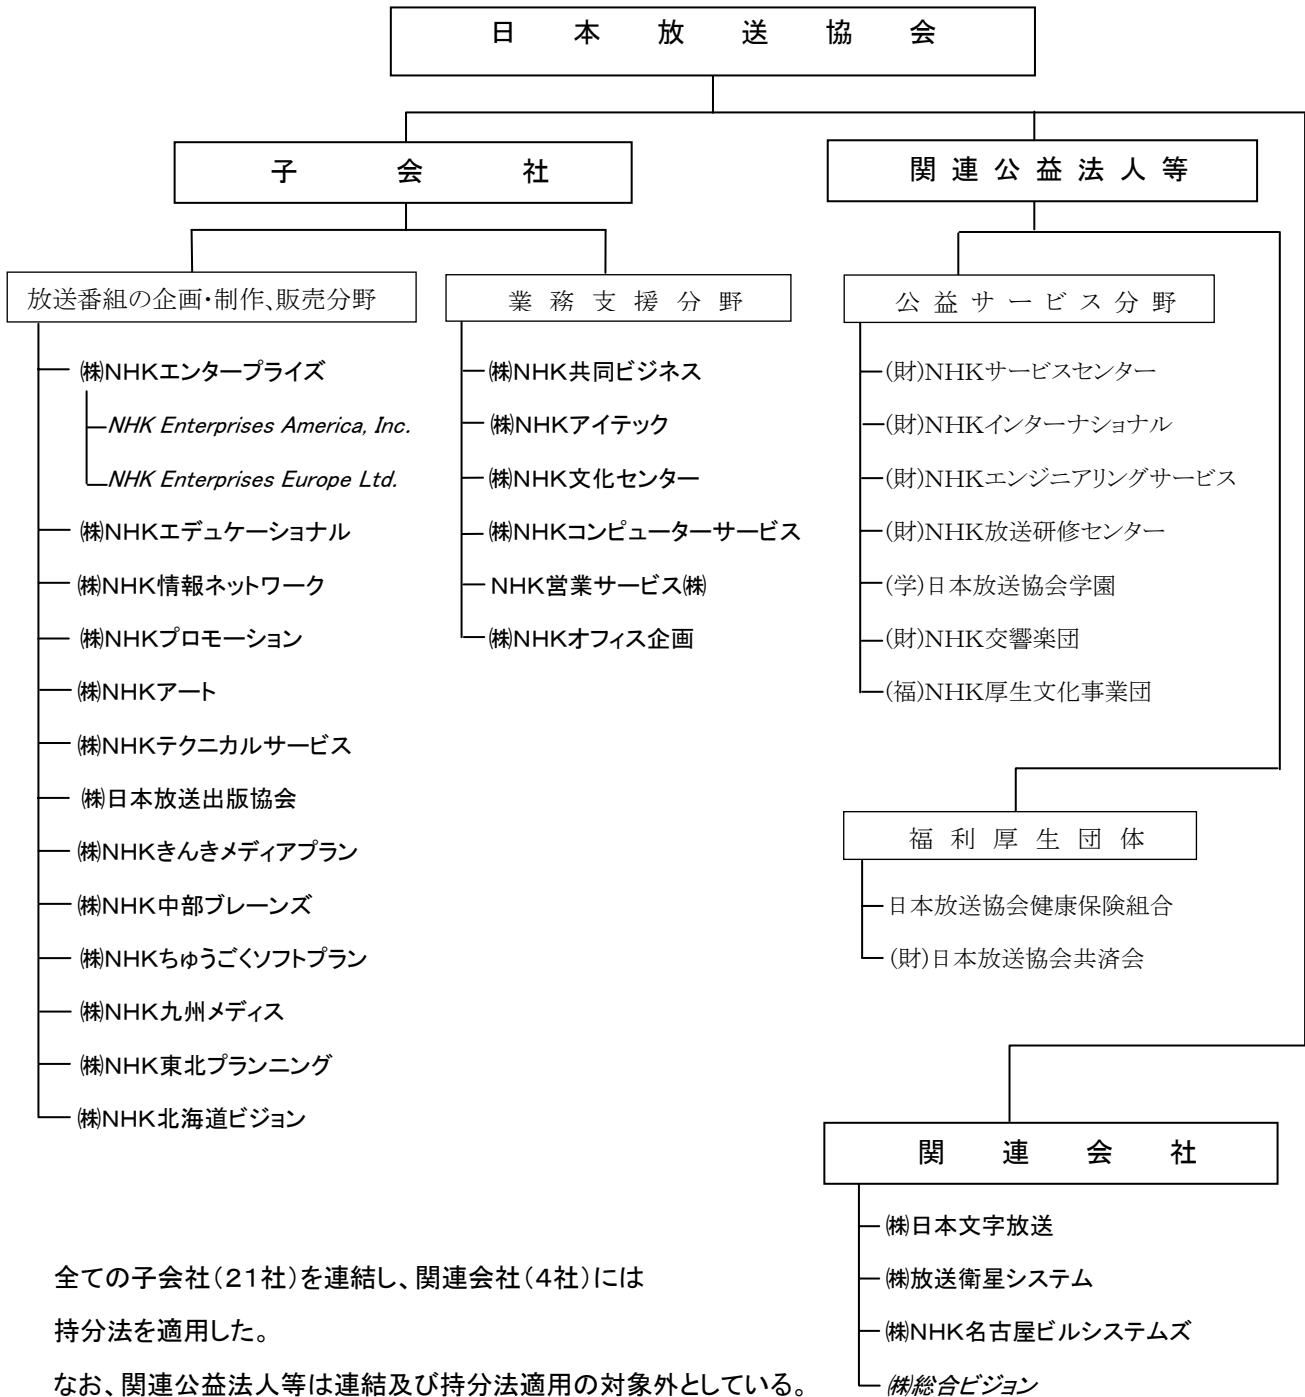 日本放送協会
子会社
関連公益法人等
放送番組の企画・制作、販売分野
㈱NHKエンタープライズ
NHK Enterprises America, Inc.
NHK Enterprises Europe Ltd.
㈱NHKエデュケーショナル
㈱NHK情報ネットワーク
㈱NHKプロモーション
㈱NHKアート
㈱NHKテクニカルサービス
㈱日本放送出版協会
㈱NHKきんきメディアプラン
㈱NHK中部ブレーンズ
㈱NHKちゅうごくソフトプラン
㈱NHK九州メディス
㈱NHK東北プランニング
㈱NHK北海道ビジョン
業務支援分野
㈱NHK共同ビジネス
㈱NHKアイテック
㈱NHK文化センター
㈱NHKコンピューターサービス
NHK営業サービス㈱
㈱NHKオフィス企画
公益サービス分野
(財)NHKサービスセンター
(財)NHKインターナショナル
(財)NHKエンジニアリングサービス
(財)NHK放送研修センター
(学)日本放送協会学園
(財)NHK交響楽団
(福)NHK厚生文化事業団
福利厚生団体
日本放送協会健康保険組合
(財)日本放送協会共済会
関連会社
㈱日本文字放送
㈱放送衛星システム
㈱NHK名古屋ビルシステムズ
㈱総合ビジョン
全ての子会社(21社)を連結し、関連会社(4社)には
持分法を適用した。
なお、関連公益法人等は連結及び持分法適用の対象外としている。